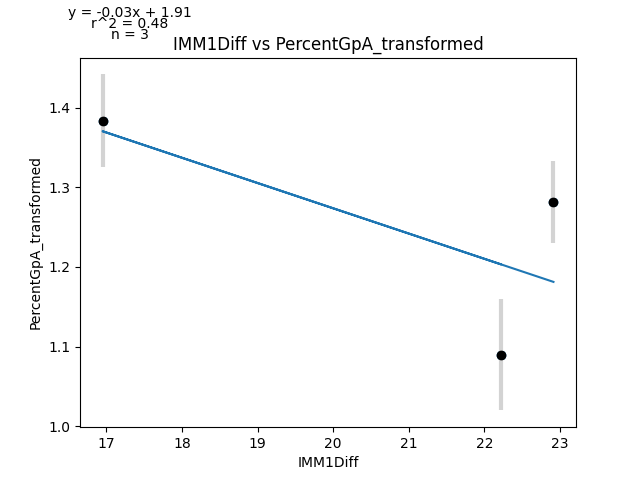 y = -0.03x + 1.91
r^2 = 0.48
n = 3
IMM1Diff vs PercentGpA_transformed
PercentGpA_transformed
1.4
1.3
1.2
1.1
1.0
17 18 19 20 21 22 23
IMM1Diff